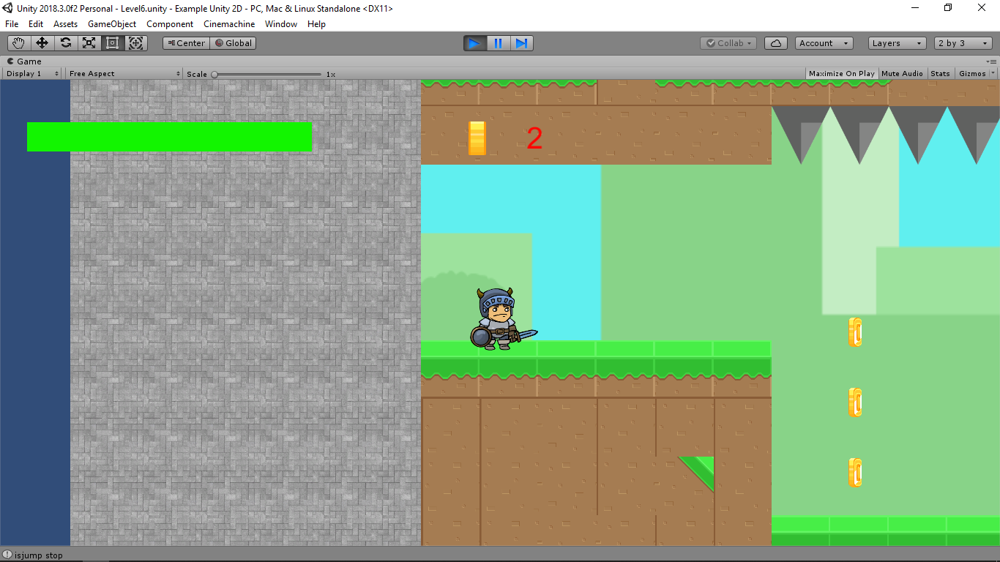 Unity 2018.3.0f2 Personal - Level6.unity - Example Unity 2D - PC, Mac & Linux Standalone <DX11>
File Edit Assets GameObject Component Cinemachine Window Help
Center Global Collab Account Layers 2 by 3
Game
Display 1 Free Aspect Scale 1x Maximize On Play Mute Audio Stats Gizmos
2
isjump stop